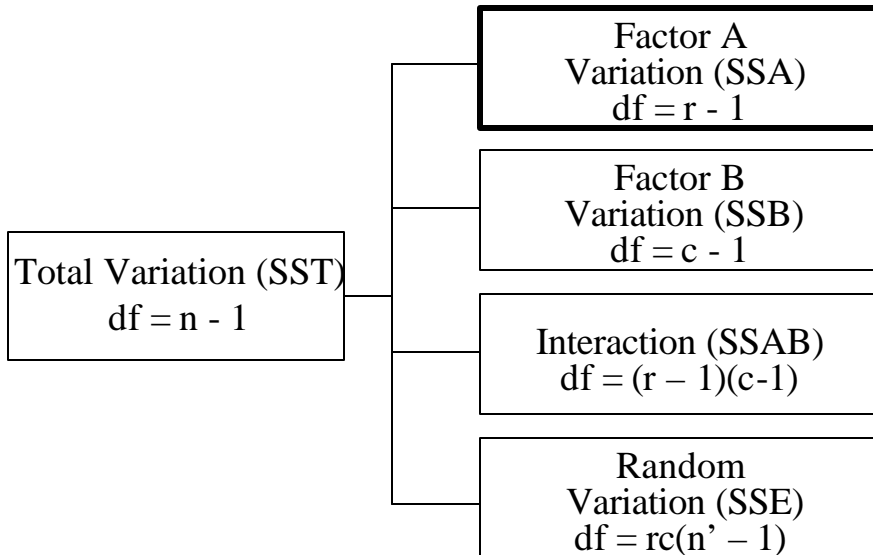 Factor A
Variation (SSA)
df = r - 1
Factor B
Variation (SSB)
df = c - 1
Total Variation (SST)
df = n - 1
Interaction (SSAB)
df = (r – 1)(c-1)
Random
Variation (SSE)
df = rc(n’ – 1)